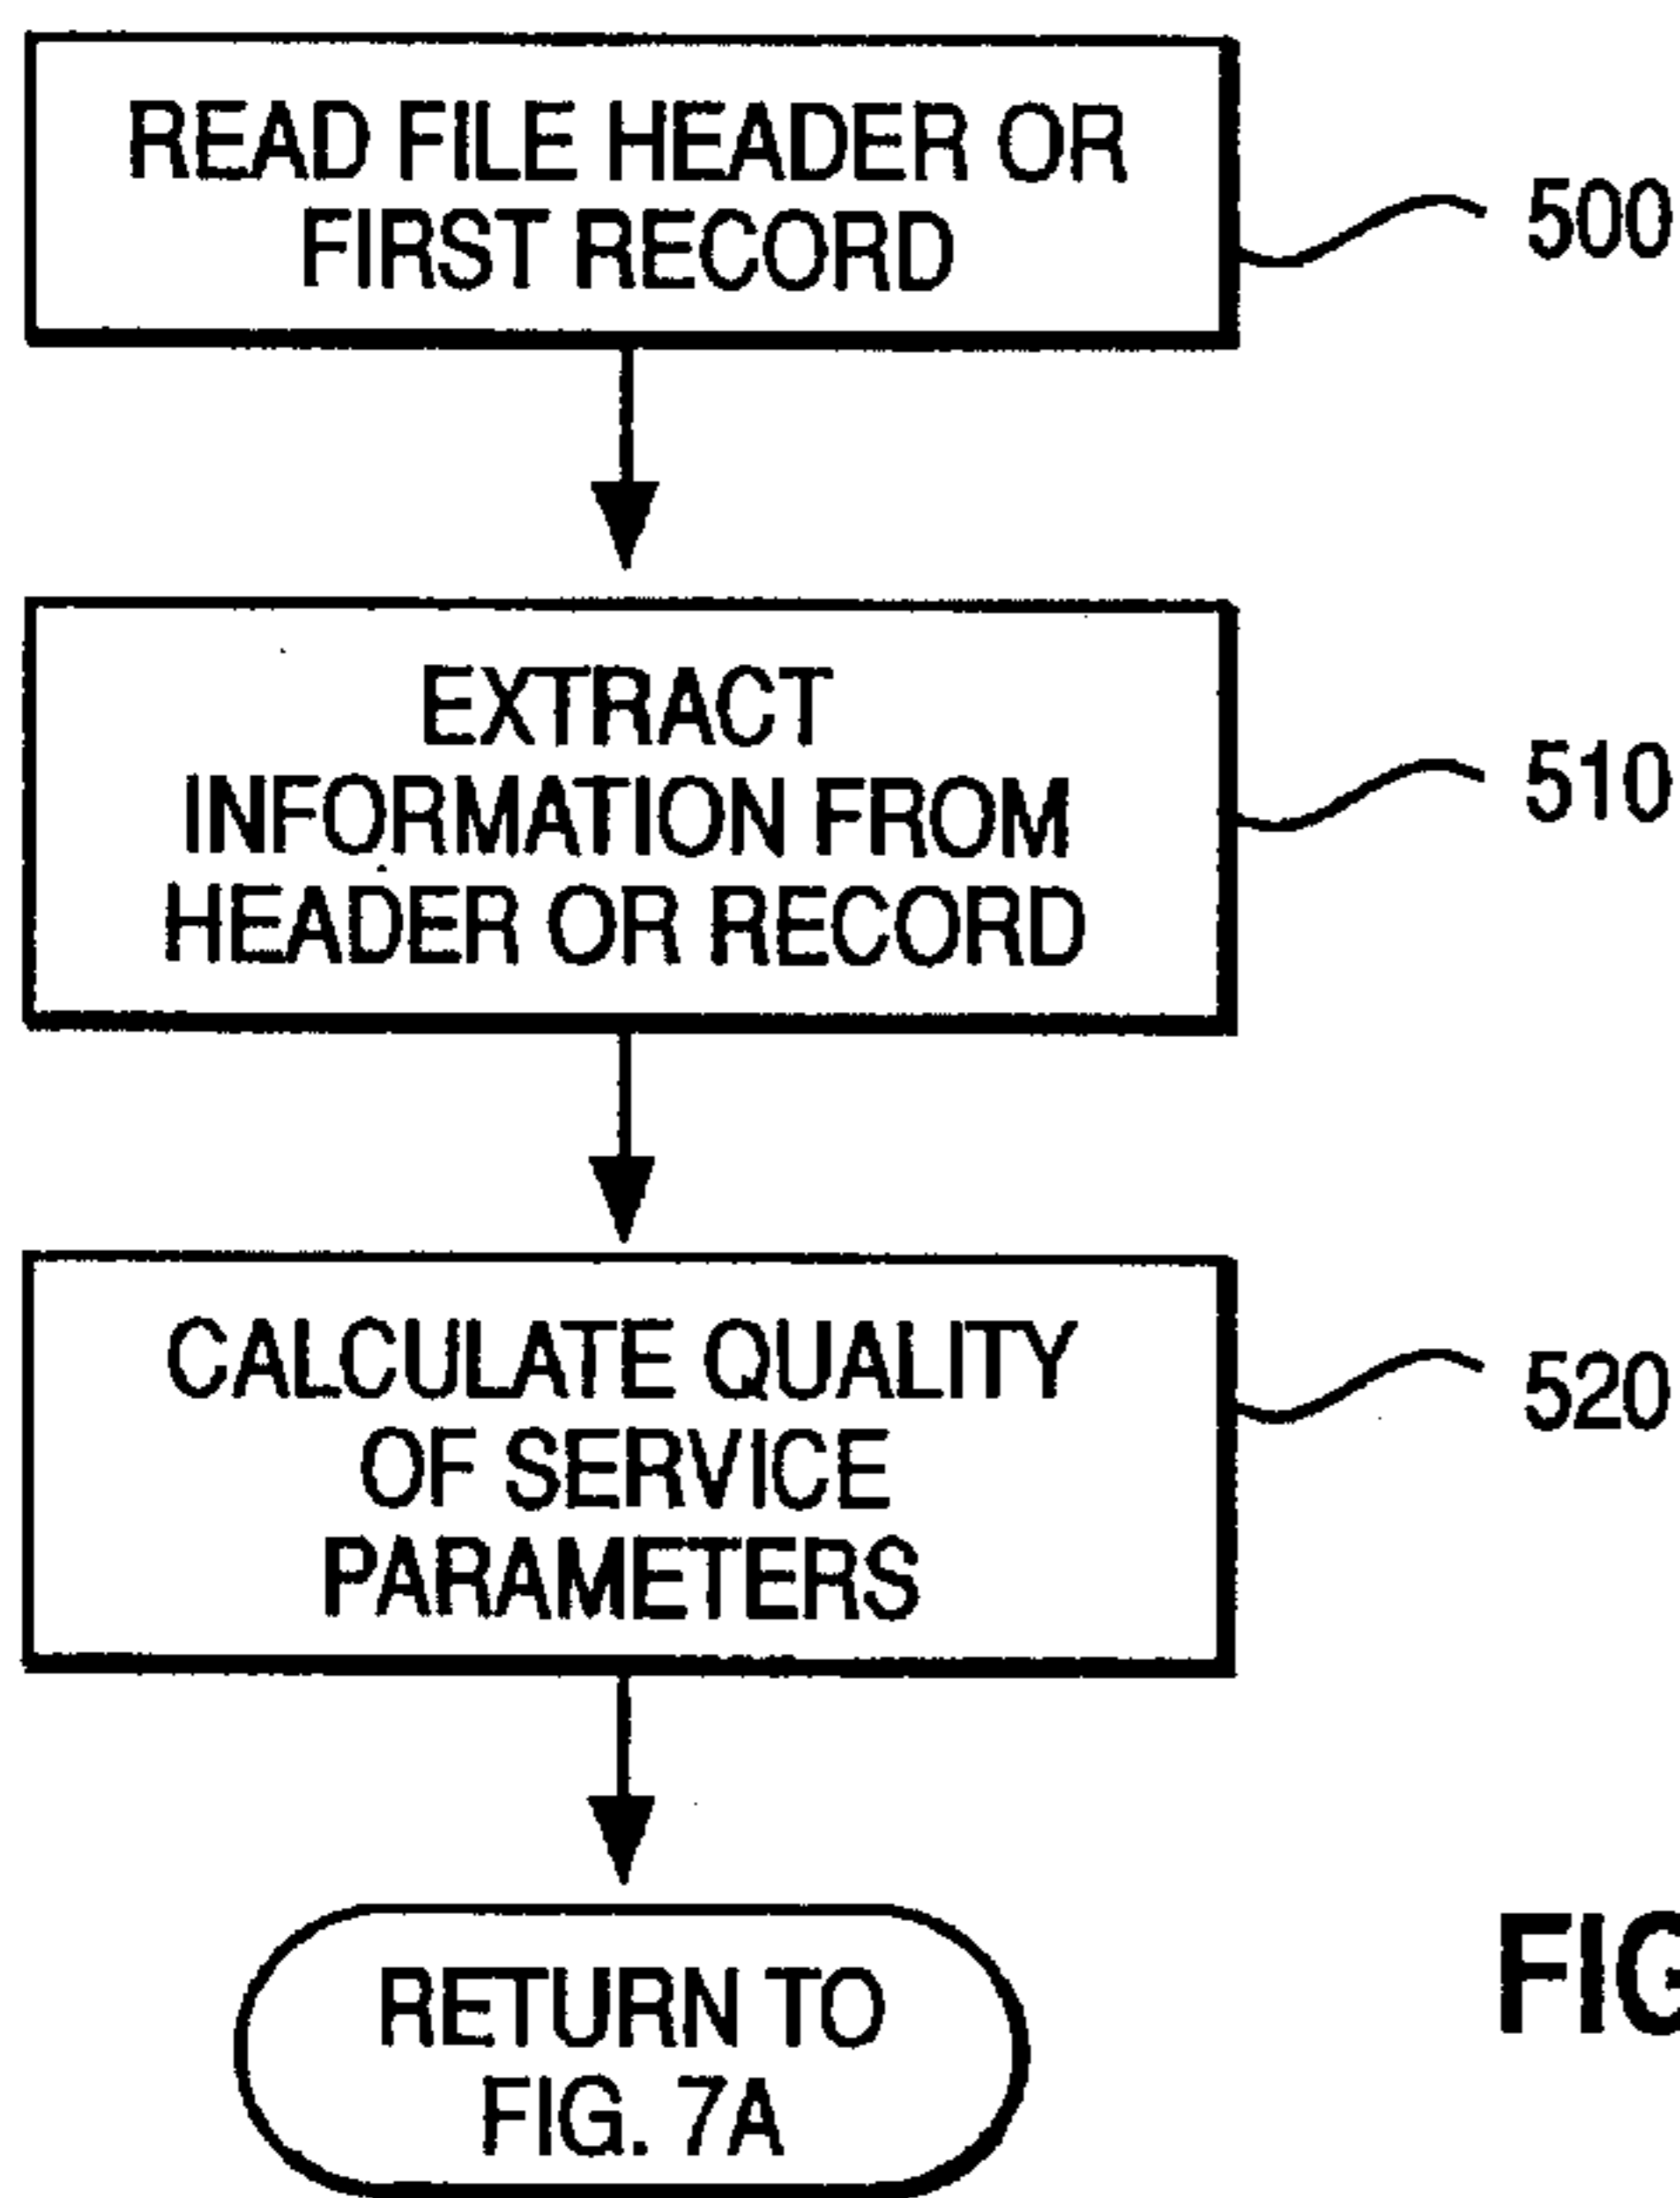 READ FILE HEADER OR
FIRST RECORD
500
EXTRACT
INFORMATION FROM
HEADER OR RECORD
510
CALCULATE QUALITY
OF SERVICE
PARAMETERS
520
RETURN TO
FIG. 7A
FIG